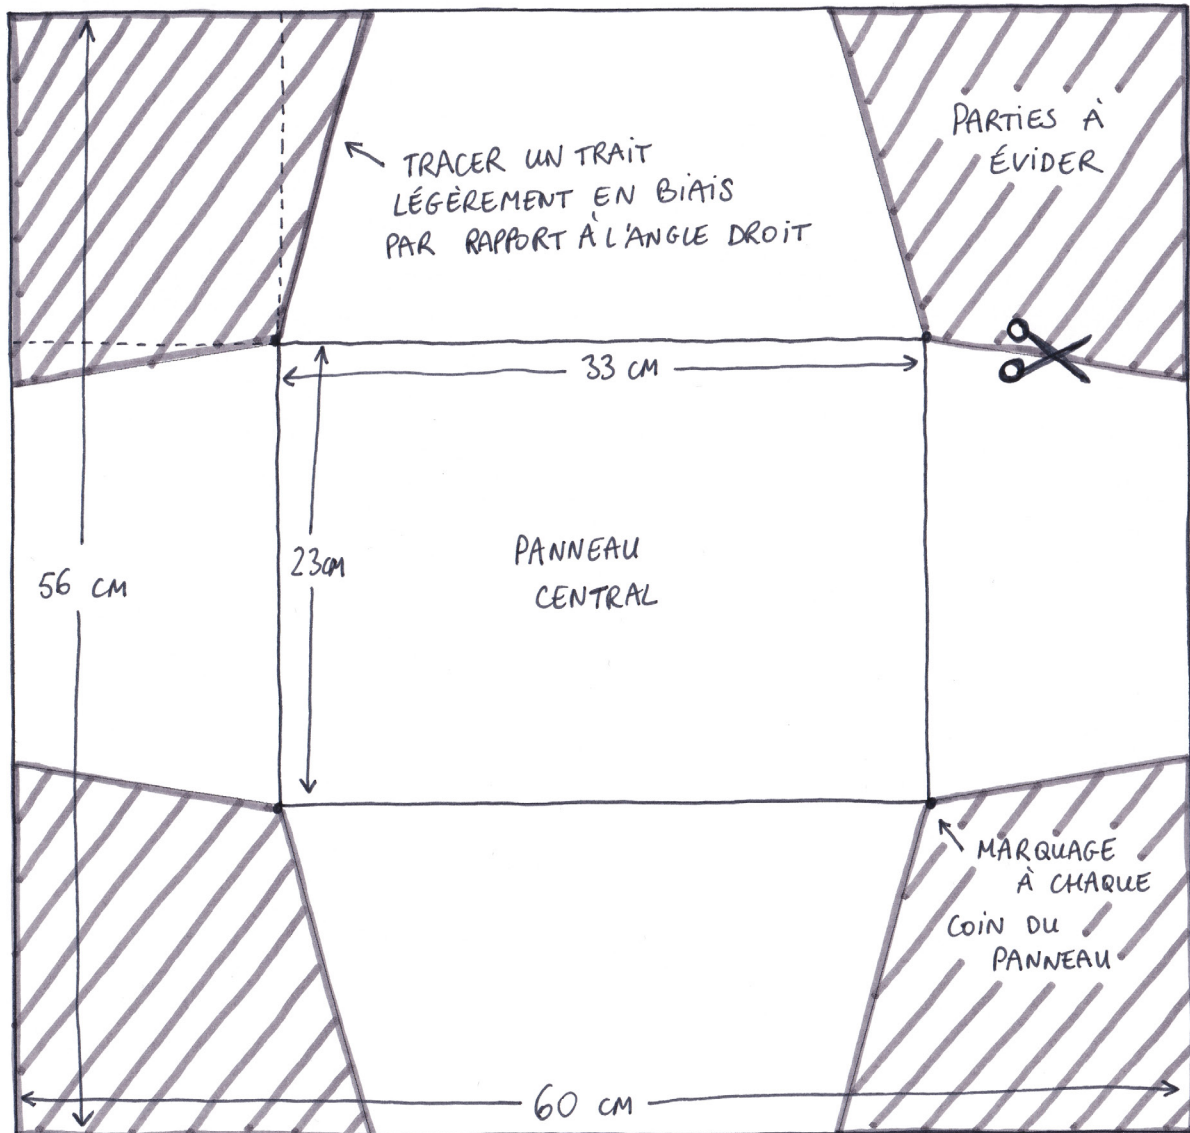 PARTIES À
ÉVIDER
TRACER UN TRAIT
LÉGÈREMENT EN BIAIS
PAR RAPPORT À L'ANGLE DROIT
33 CM
23CM
PANNEAU
CENTRAL
56 CM
MARQUAGE
À CHAQUE
COIN DU
PANNEAU
60 CM